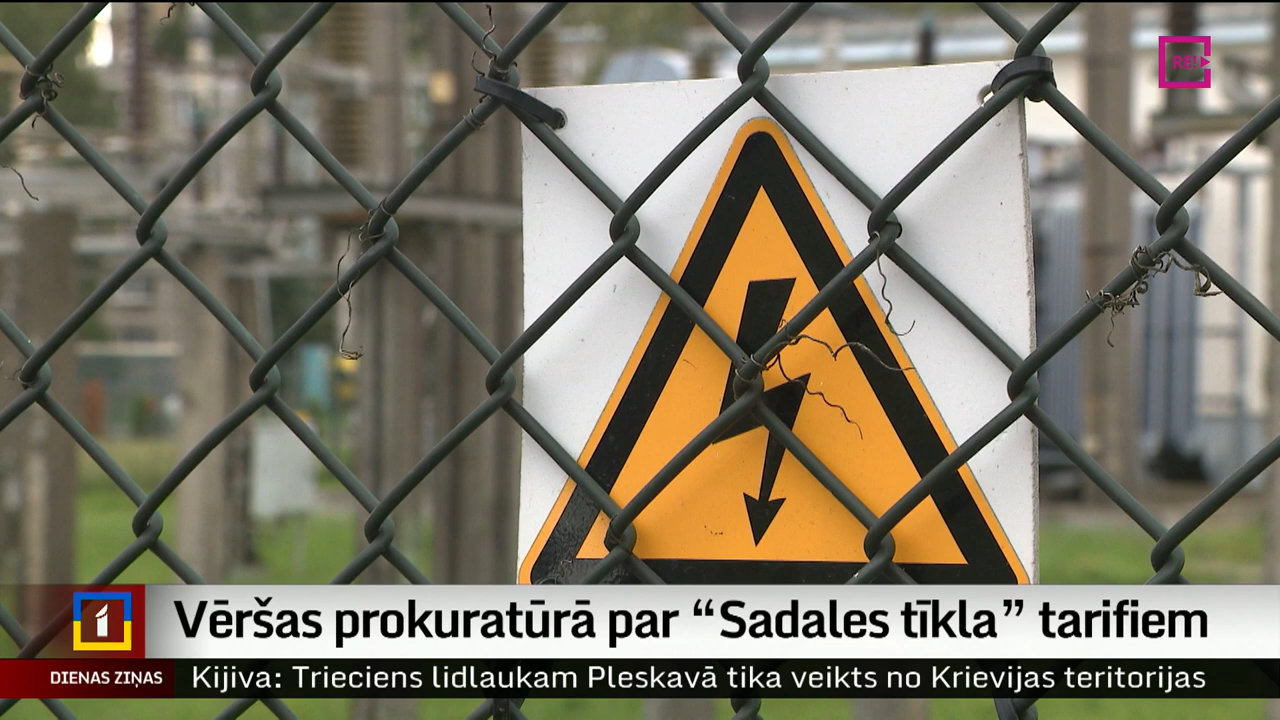 RE!
1
Vēršas prokuratūrā par “Sadales tīkla” tarifiem
DIENAS ZIŅAS
Kijiva: Trieciens lidlaukam Pleskavā tika veikts no Krievijas teritorijas